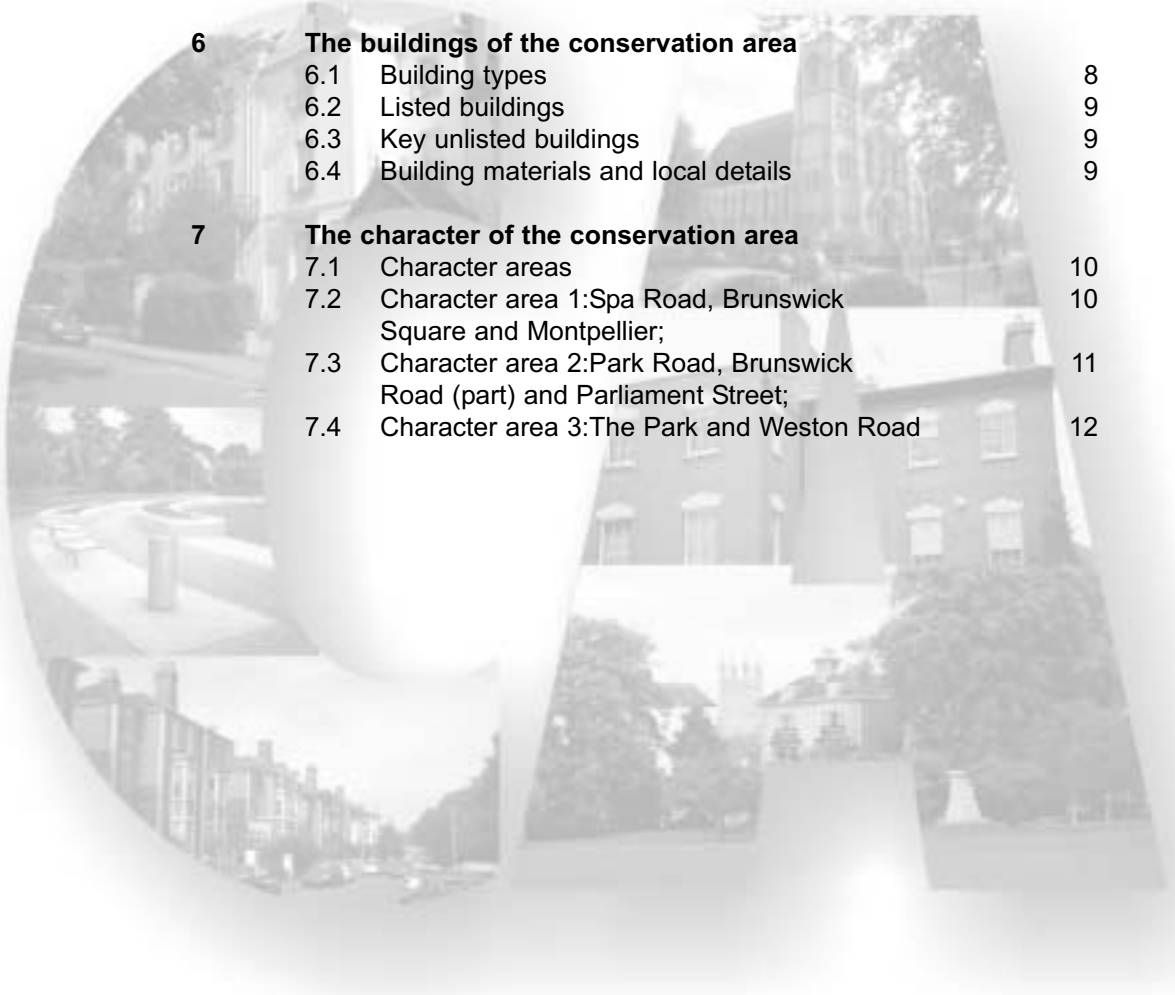 6 The buildings of the conservation area
6.1 Building types 8
6.2 Listed buildings 9
6.3 Key unlisted buildings 9
6.4 Building materials and local details 9
7 The character of the conservation area
7.1 Character areas 10
7.2 Character area 1:Spa Road, Brunswick 10
Square and Montpellier;
7.3 Character area 2:Park Road, Brunswick 11
Road (part) and Parliament Street;
7.4 Character area 3:The Park and Weston Road 12
CA